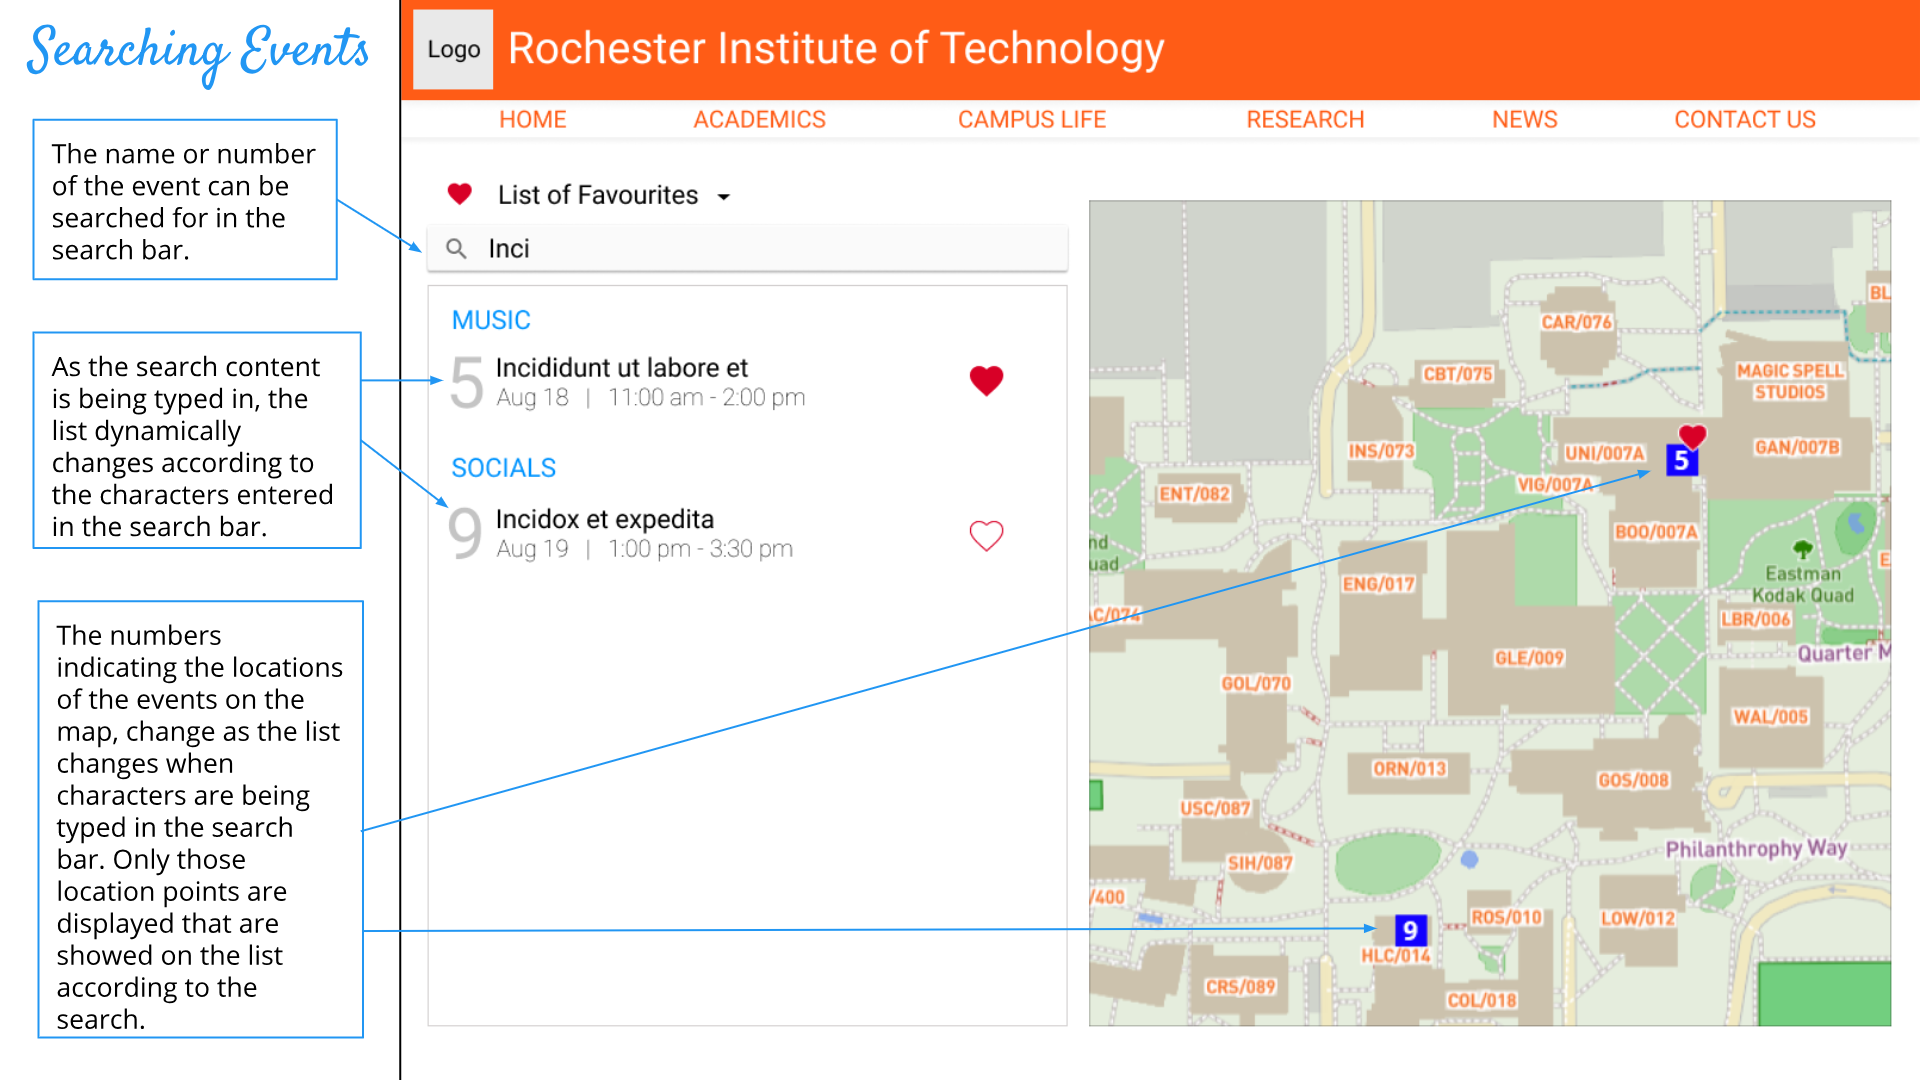 Searching Events
The name or number
of the event can be
searched for in the
search bar.
As the search content
is being typed in, the
list dynamically
changes according to
the characters entered
in the search bar.
The numbers
indicating the locations
of the events on the
map, change as the list
changes when
characters are being
typed in the search
bar. Only those
location points are
displayed that are
showed on the list
according to the
search.
Logo
Rochester Institute of Technology
HOME ACADEMICS CAMPUS LIFE RESEARCH NEWS CONTACT US
List of Favourites
Inci
MUSIC
5 Incididunt ut labore et
Aug 18 | 11:00 am - 2:00 pm
SOCIALS
9 Incidox et expedita
Aug 19 | 1:00 pm - 3:30 pm
BL
CAR/076
CBT/075
MAGIC SPELL
STUDIOS
INS/073
UNI/007A
5
GAN/007B
VIG/007A
ENT/082
BOO/007A
nd
uad
E
Eastman
Kodak Quad
ENG/017
AC/074
LBR/006
Quarter M
GLE/009
GOL/070
WAL/005
ORN/013
GOS/008
USC/087
Philanthrophy Way
SIH/087
/400
ROS/010
LOW/012
9
HLC/014
CRS/089
COL/018